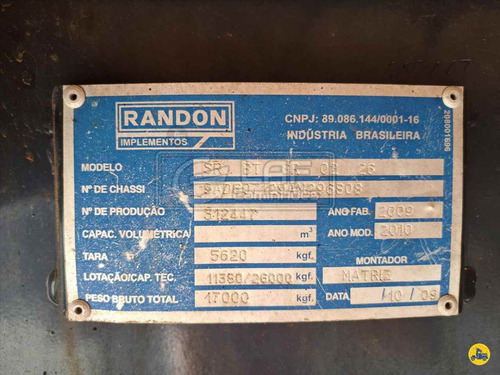 RANDON
IMPLEMENTOS
CNPJ: 89.086.144/0001-16
INDÚSTRIA BRASILEIRA
MODELO SR 26
Nº DE CHASSI
Nº DE PRODUÇÃO 312447 ANO FAB. 2009
CAPAC. VOLUMÉTRICA m³ ANO MOD. 2010
TARA 5620 kgf. MONTADOR
LOTAÇÃO/CAP. TEC. 11380/26000 kgf. MATRIZ
PESO BRUTO TOTAL 17000 kgf. DATA /10/09